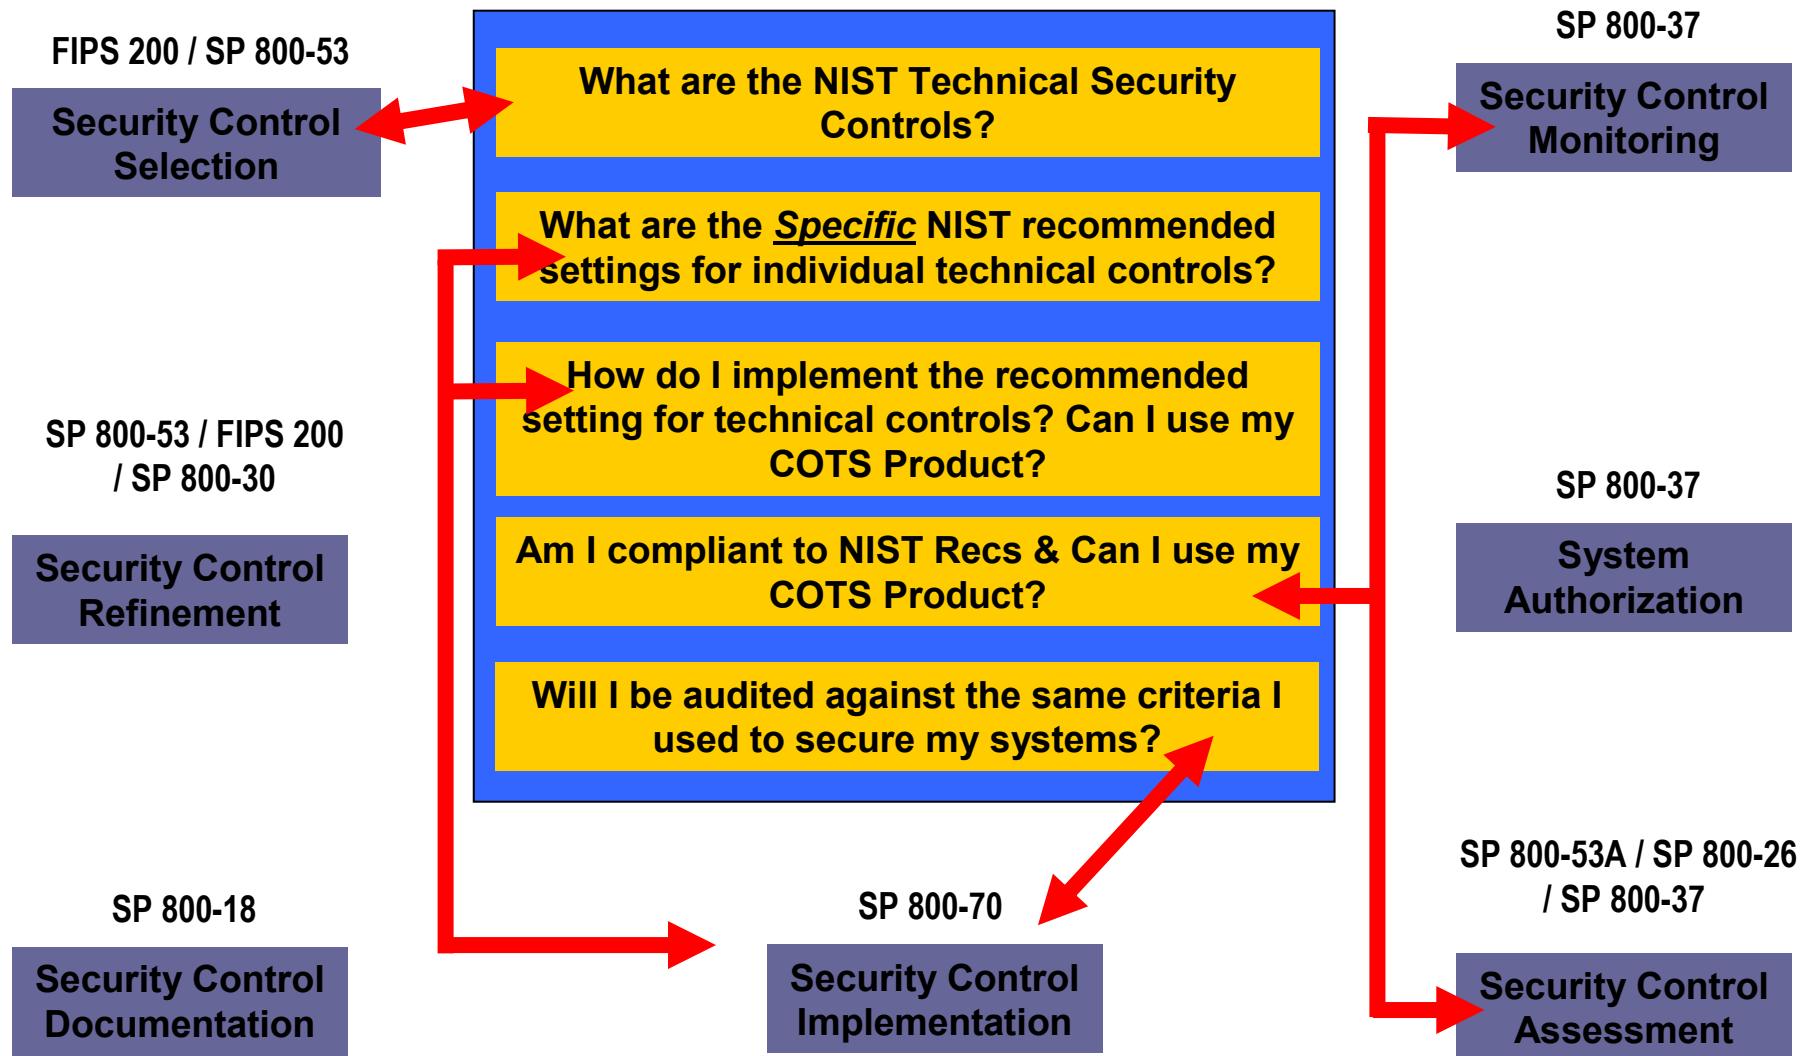 FIPS 200 / SP 800-53
Security Control
Selection
SP 800-53 / FIPS 200
/ SP 800-30
Security Control
Refinement
SP 800-18
Security Control
Documentation
What are the NIST Technical Security
Controls?
What are the Specific NIST recommended
settings for individual technical controls?
How do I implement the recommended
setting for technical controls? Can I use my
COTS Product?
Am I compliant to NIST Recs & Can I use my
COTS Product?
Will I be audited against the same criteria I
used to secure my systems?
SP 800-70
Security Control
Implementation
SP 800-37
Security Control
Monitoring
SP 800-37
System
Authorization
SP 800-53A / SP 800-26
/ SP 800-37
Security Control
Assessment